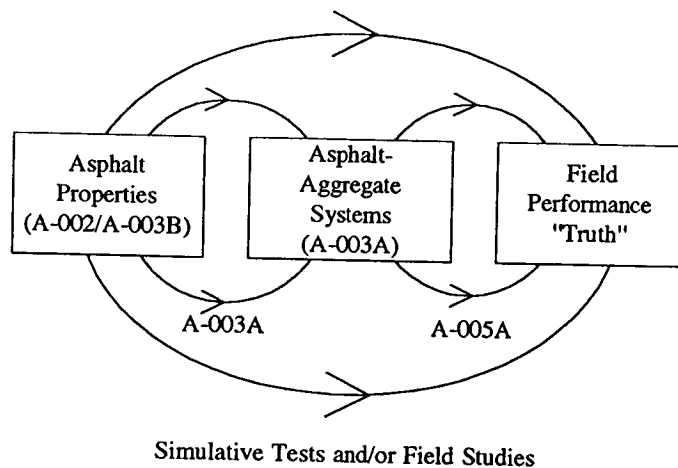 Asphalt
Properties
(A-002/A-003B)
Asphalt-
Aggregate
Systems
(A-003A)
Field
Performance
"Truth"
A-003A
A-005A
Simulative Tests and/or Field Studies